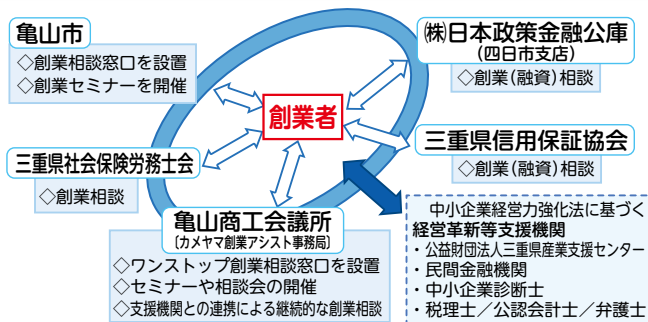 亀山市
◇創業相談窓口を設置
◇創業セミナーを開催
㈱日本政策金融公庫
(四日市支店)
◇創業(融資)相談
創業者
三重県社会保険労務士会
◇創業相談
三重県信用保証協会
◇創業(融資)相談
亀山商工会議所
〔カメヤマ創業アシスト事務局〕
◇ワンストップ創業相談窓口を設置
◇セミナーや相談会の開催
◇支援機関との連携による継続的な創業相談
中小企業経営力強化法に基づく
経営革新等支援機関
・公益財団法人三重県産業支援センター
・民間金融機関
・中小企業診断士
・税理士／公認会計士／弁護士